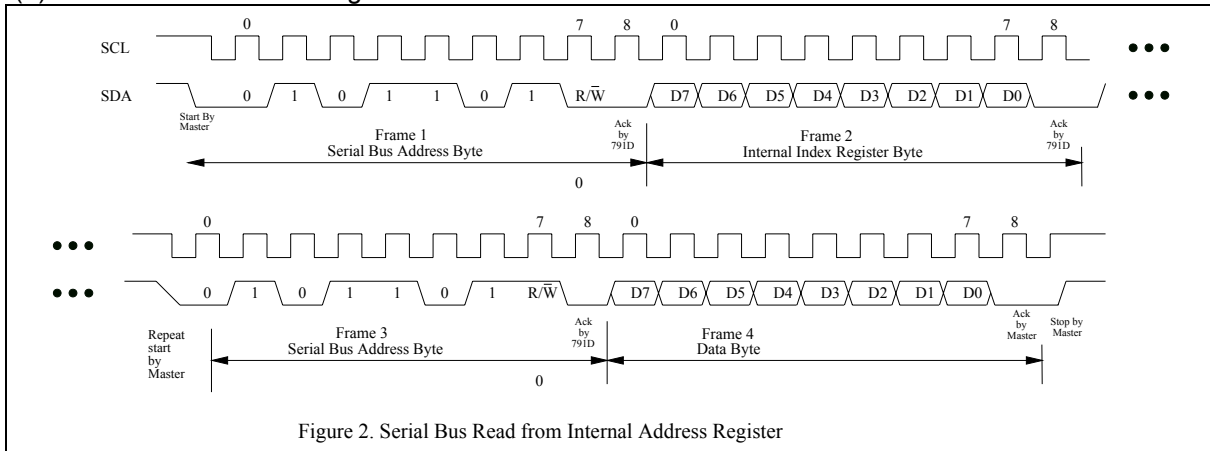 0 7 8 0 7 8
SCL
SDA 0 1 0 1 1 0 1 R/W̅ D7 D6 D5 D4 D3 D2 D1 D0
Start By
Master
Ack
by
791D
Ack
by
791D
Frame 1
Serial Bus Address Byte
Frame 2
Internal Index Register Byte
0
0 7 8 0 7 8
0 1 0 1 1 0 1 R/W̅ D7 D6 D5 D4 D3 D2 D1 D0
Repeat
start
by
Master
Frame 3
Serial Bus Address Byte
Ack
by
791D
Frame 4
Data Byte
Ack
by
Master
Stop by
Master
0
Figure 2. Serial Bus Read from Internal Address Register